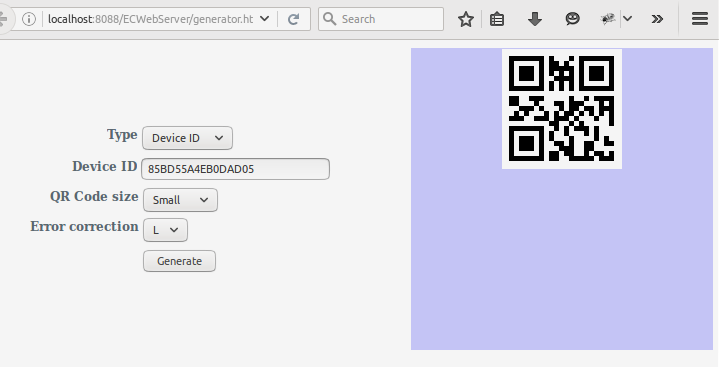 localhost:8088/ECWebServer/generator.ht
Search
Type
Device ID
Device ID
85BD55A4EB0DAD05
QR Code size
Small
Error correction
L
Generate